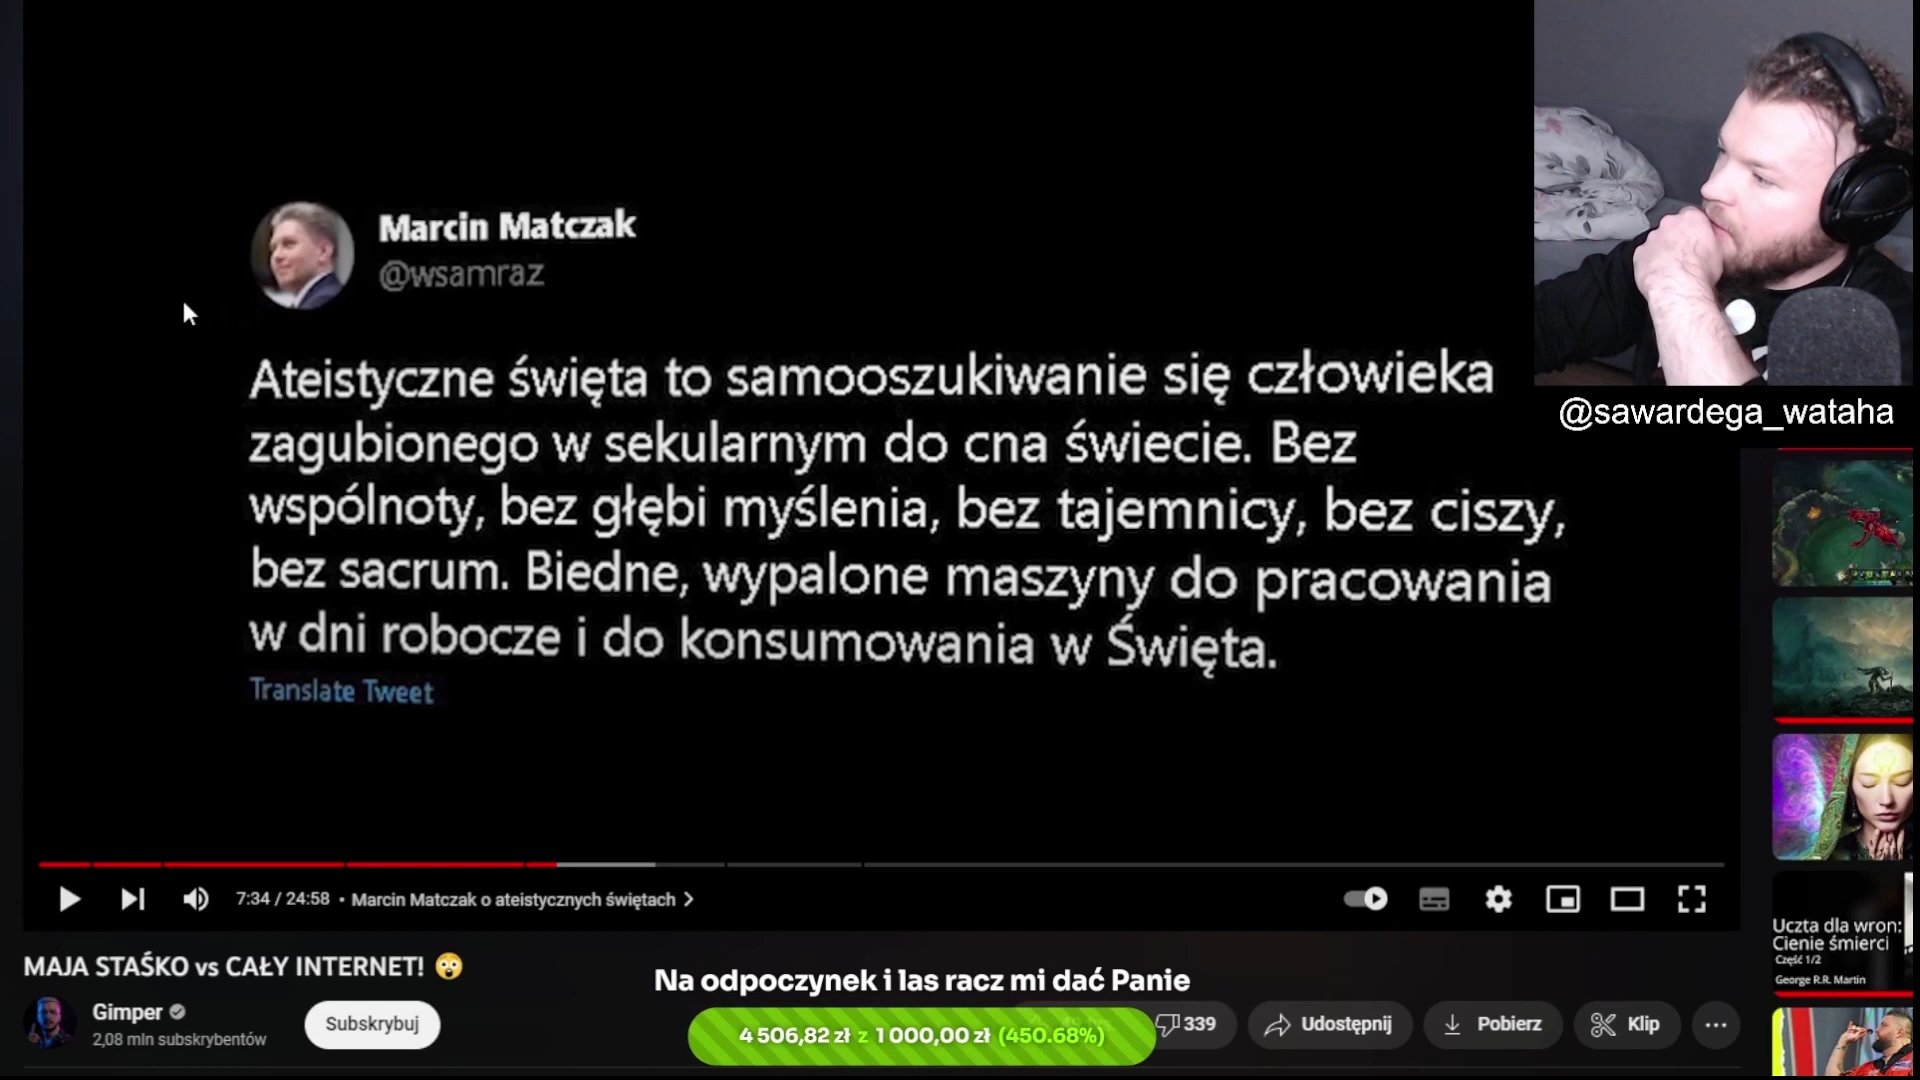 Marcin Matczak
@wsamraz
Ateistyczne święta to samooszukiwanie się człowieka
zagubionego w sekularnym do cna świecie. Bez
wspólnoty, bez głębi myślenia, bez tajemnicy, bez ciszy,
bez sacrum. Biedne, wypalone maszyny do pracowania
w dni robocze i do konsumowania w Święta.
Translate Tweet
@sawardega_wataha
7:34 / 24:58 • Marcin Matczak o ateistycznych świętach
MAJA STAŚKO vs CAŁY INTERNET! 😲
Gimper
2,08 mln subskrybentów
Subskrybuj
Na odpoczynek i las racz mi dać Panie
4 506,82 zł z 1 000,00 zł (450.68%)
339
Udostępnij
Pobierz
Klip
Uczta dla wron:
Cienie śmierci
Część 1/2
George R.R. Martin